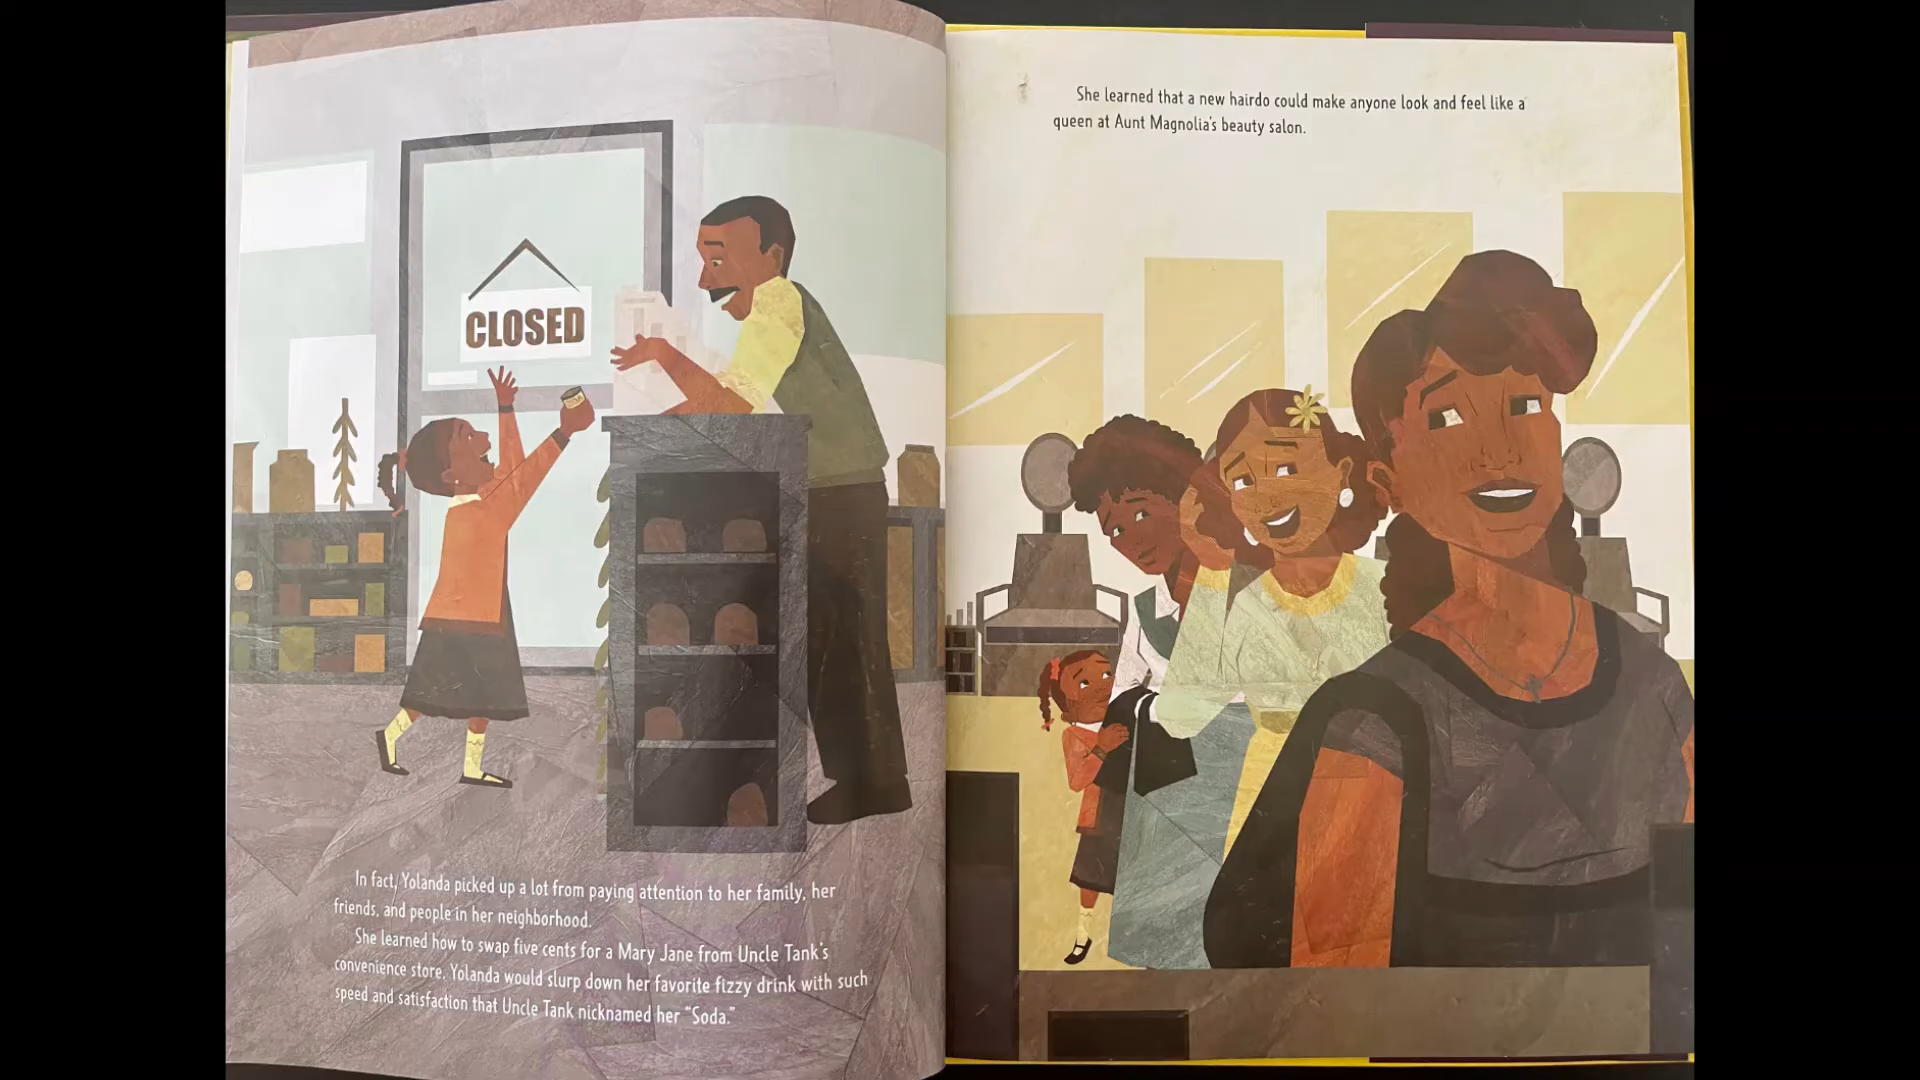 CLOSED
In fact, Yolanda picked up a lot from paying attention to her family, her
friends, and people in her neighborhood.
She learned how to swap five cents for a Mary Jane from Uncle Tank's
convenience store. Yolanda would slurp down her favorite fizzy drink with such
speed and satisfaction that Uncle Tank nicknamed her "Soda."
She learned that a new hairdo could make anyone look and feel like a
queen at Aunt Magnolia's beauty salon.